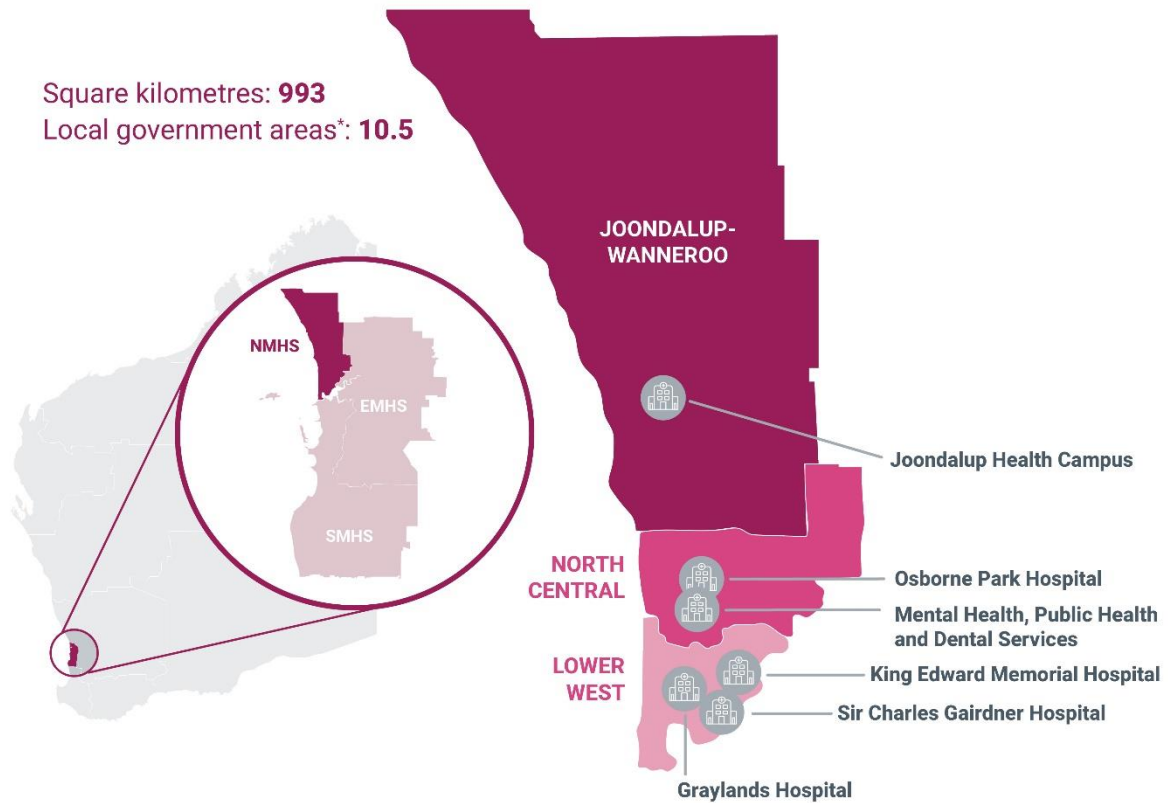 Square kilometres: 993
Local government areas*: 10.5
JOONDALUP-
WANNEROO
NMHS
EMHS
SMHS
Joondalup Health Campus
NORTH
CENTRAL
Osborne Park Hospital
Mental Health, Public Health
and Dental Services
LOWER
WEST
King Edward Memorial Hospital
Sir Charles Gairdner Hospital
Graylands Hospital